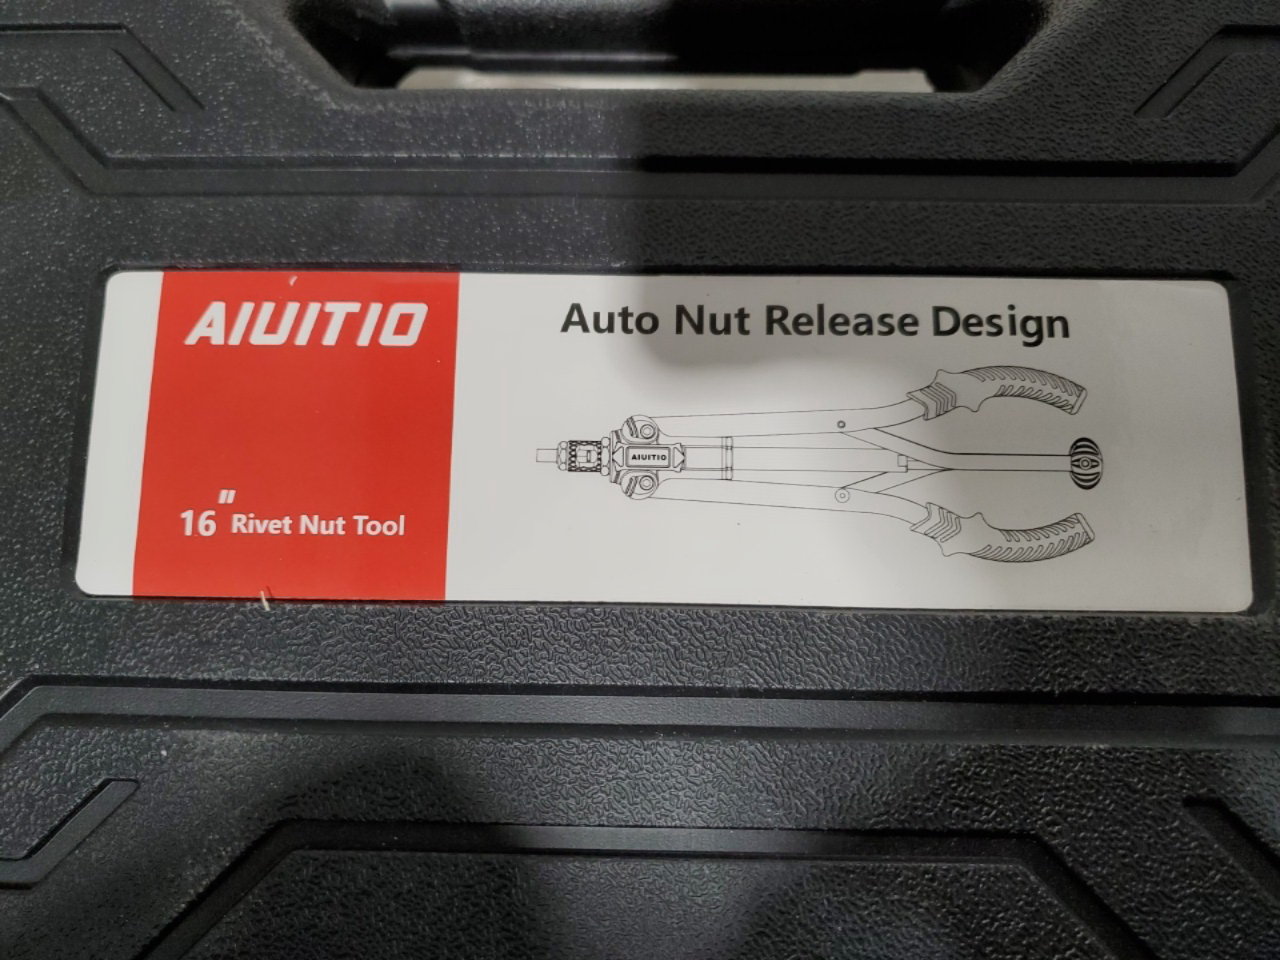 AIUITIO
16" Rivet Nut Tool
Auto Nut Release Design
AIUITIO